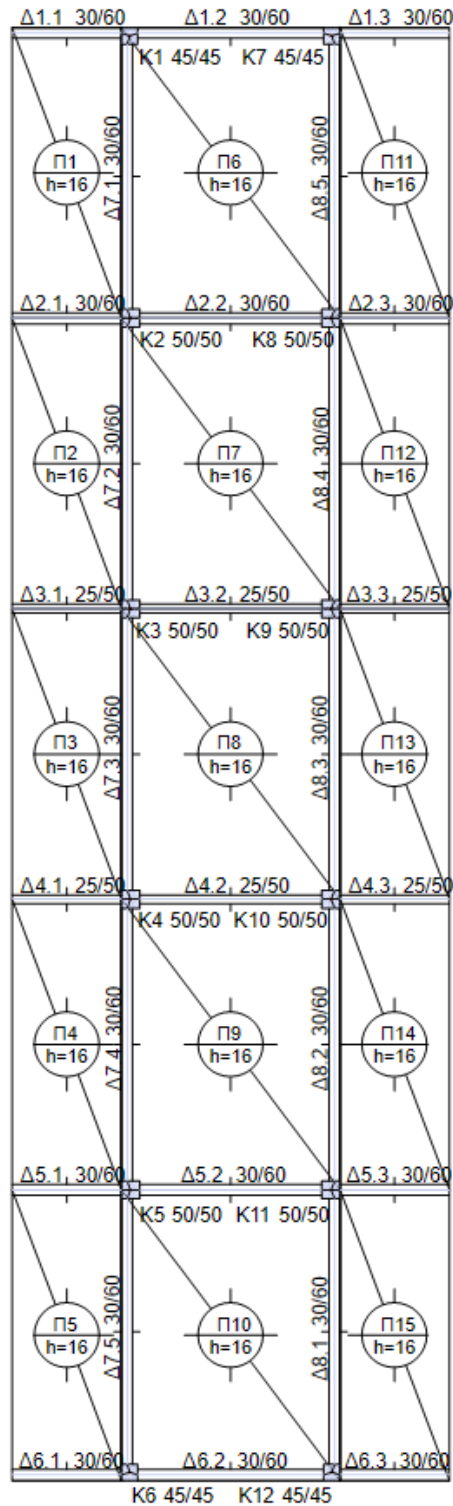 Δ1.1 30/60 Δ1.2 30/60 Δ1.3 30/60
K1 45/45 K7 45/45
Π1 Δ7.1 30/60 Π6 Δ8.5 30/60 Π11
h=16 h=16 h=16
Δ2.1 30/60 Δ2.2 30/60 Δ2.3 30/60
K2 50/50 K8 50/50
Π2 Δ7.2 30/60 Π7 Δ8.4 30/60 Π12
h=16 h=16 h=16
Δ3.1 25/50 Δ3.2 25/50 Δ3.3 25/50
K3 50/50 K9 50/50
Π3 Δ7.3 30/60 Π8 Δ8.3 30/60 Π13
h=16 h=16 h=16
Δ4.1 25/50 Δ4.2 25/50 Δ4.3 25/50
K4 50/50 K10 50/50
Π4 Δ7.4 30/60 Π9 Δ8.2 30/60 Π14
h=16 h=16 h=16
Δ5.1 30/60 Δ5.2 30/60 Δ5.3 30/60
K5 50/50 K11 50/50
Π5 Δ7.5 30/60 Π10 Δ8.1 30/60 Π15
h=16 h=16 h=16
Δ6.1 30/60 Δ6.2 30/60 Δ6.3 30/60
K6 45/45 K12 45/45